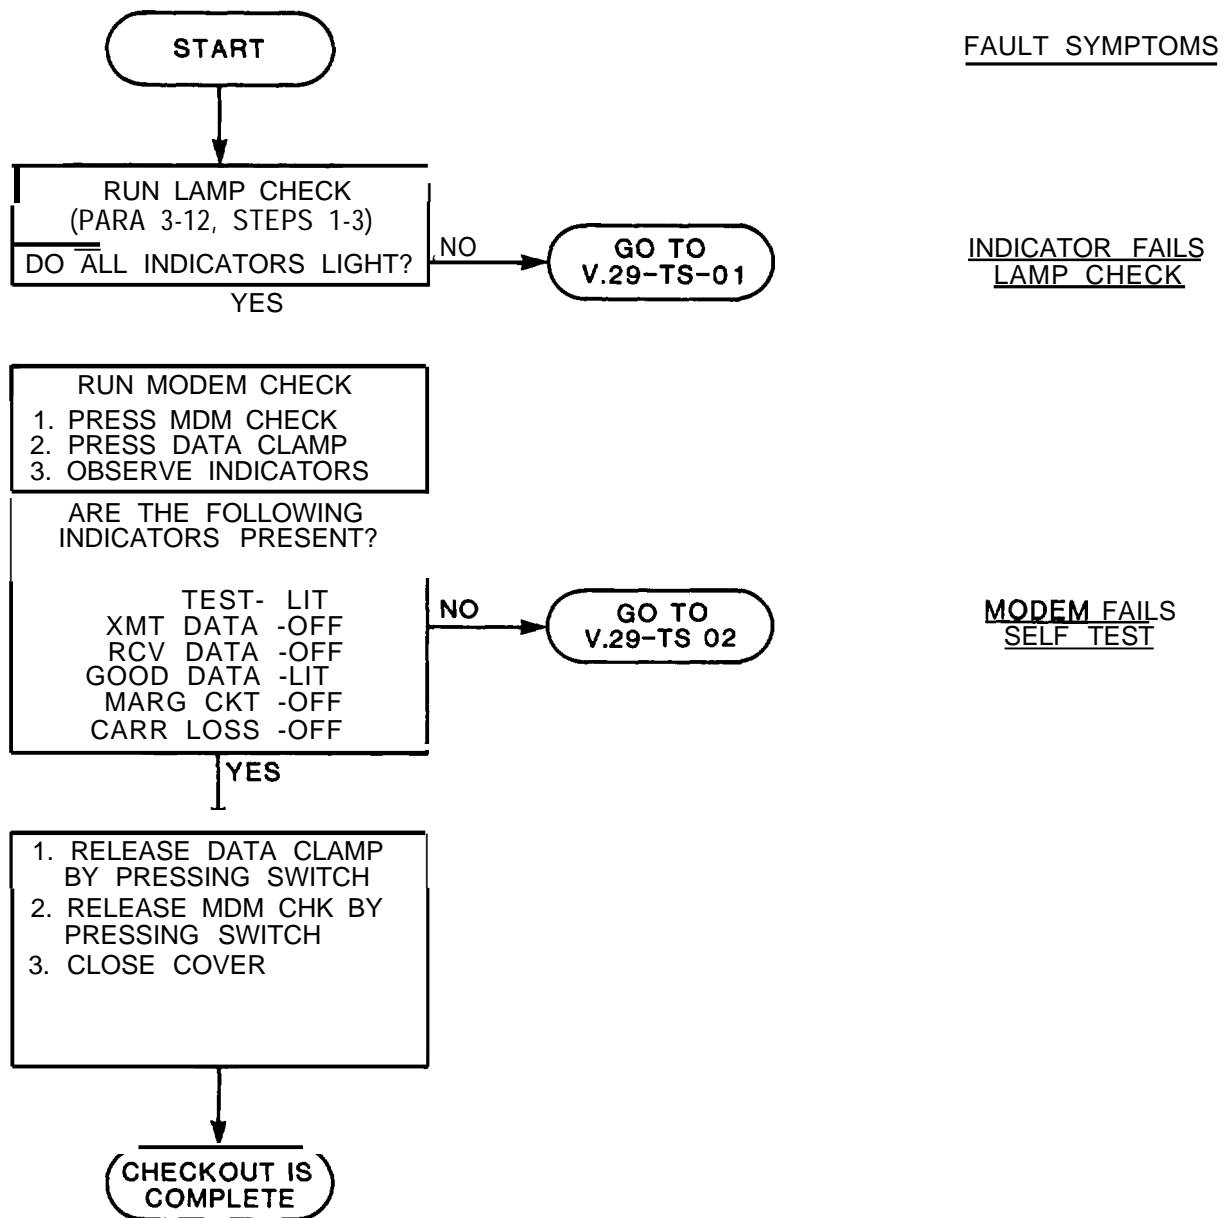 START
FAULT SYMPTOMS
RUN LAMP CHECK
(PARA 3-12, STEPS 1-3)
DO ALL INDICATORS LIGHT?
NO
GO TO
V.29-TS-01
INDICATOR FAILS
LAMP CHECK
YES
RUN MODEM CHECK
1. PRESS MDM CHECK
2. PRESS DATA CLAMP
3. OBSERVE INDICATORS
ARE THE FOLLOWING
INDICATORS PRESENT?
TEST- LIT
XMT DATA -OFF
RCV DATA -OFF
GOOD DATA -LIT
MARG CKT -OFF
CARR LOSS -OFF
NO
GO TO
V.29-TS 02
MODEM FAILS
SELF TEST
YES
1. RELEASE DATA CLAMP
BY PRESSING SWITCH
2. RELEASE MDM CHK BY
PRESSING SWITCH
3. CLOSE COVER
CHECKOUT IS
COMPLETE